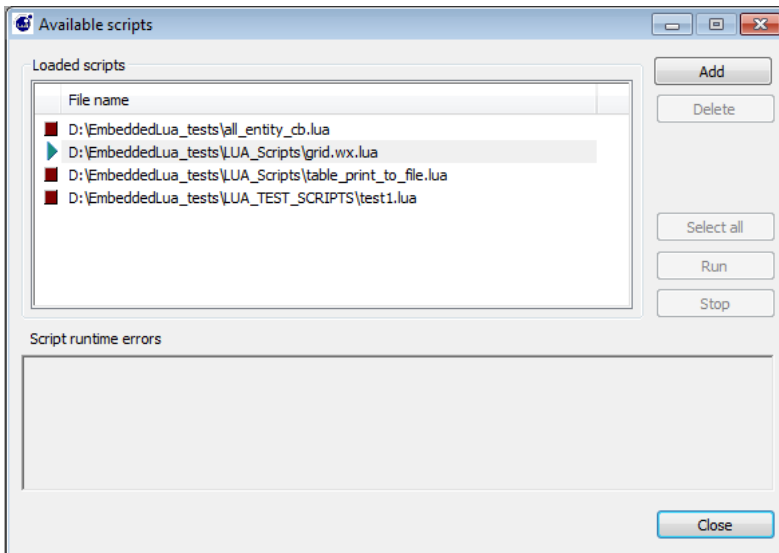 Available scripts
Loaded scripts
File name
D:\EmbeddedLua_tests\all_entity_cb.lua
D:\EmbeddedLua_tests\LUA_Scripts\grid.wx.lua
D:\EmbeddedLua_tests\LUA_Scripts\table_print_to_file.lua
D:\EmbeddedLua_tests\LUA_TEST_SCRIPTS\test1.lua
Add
Delete
Select all
Run
Stop
Script runtime errors
Close